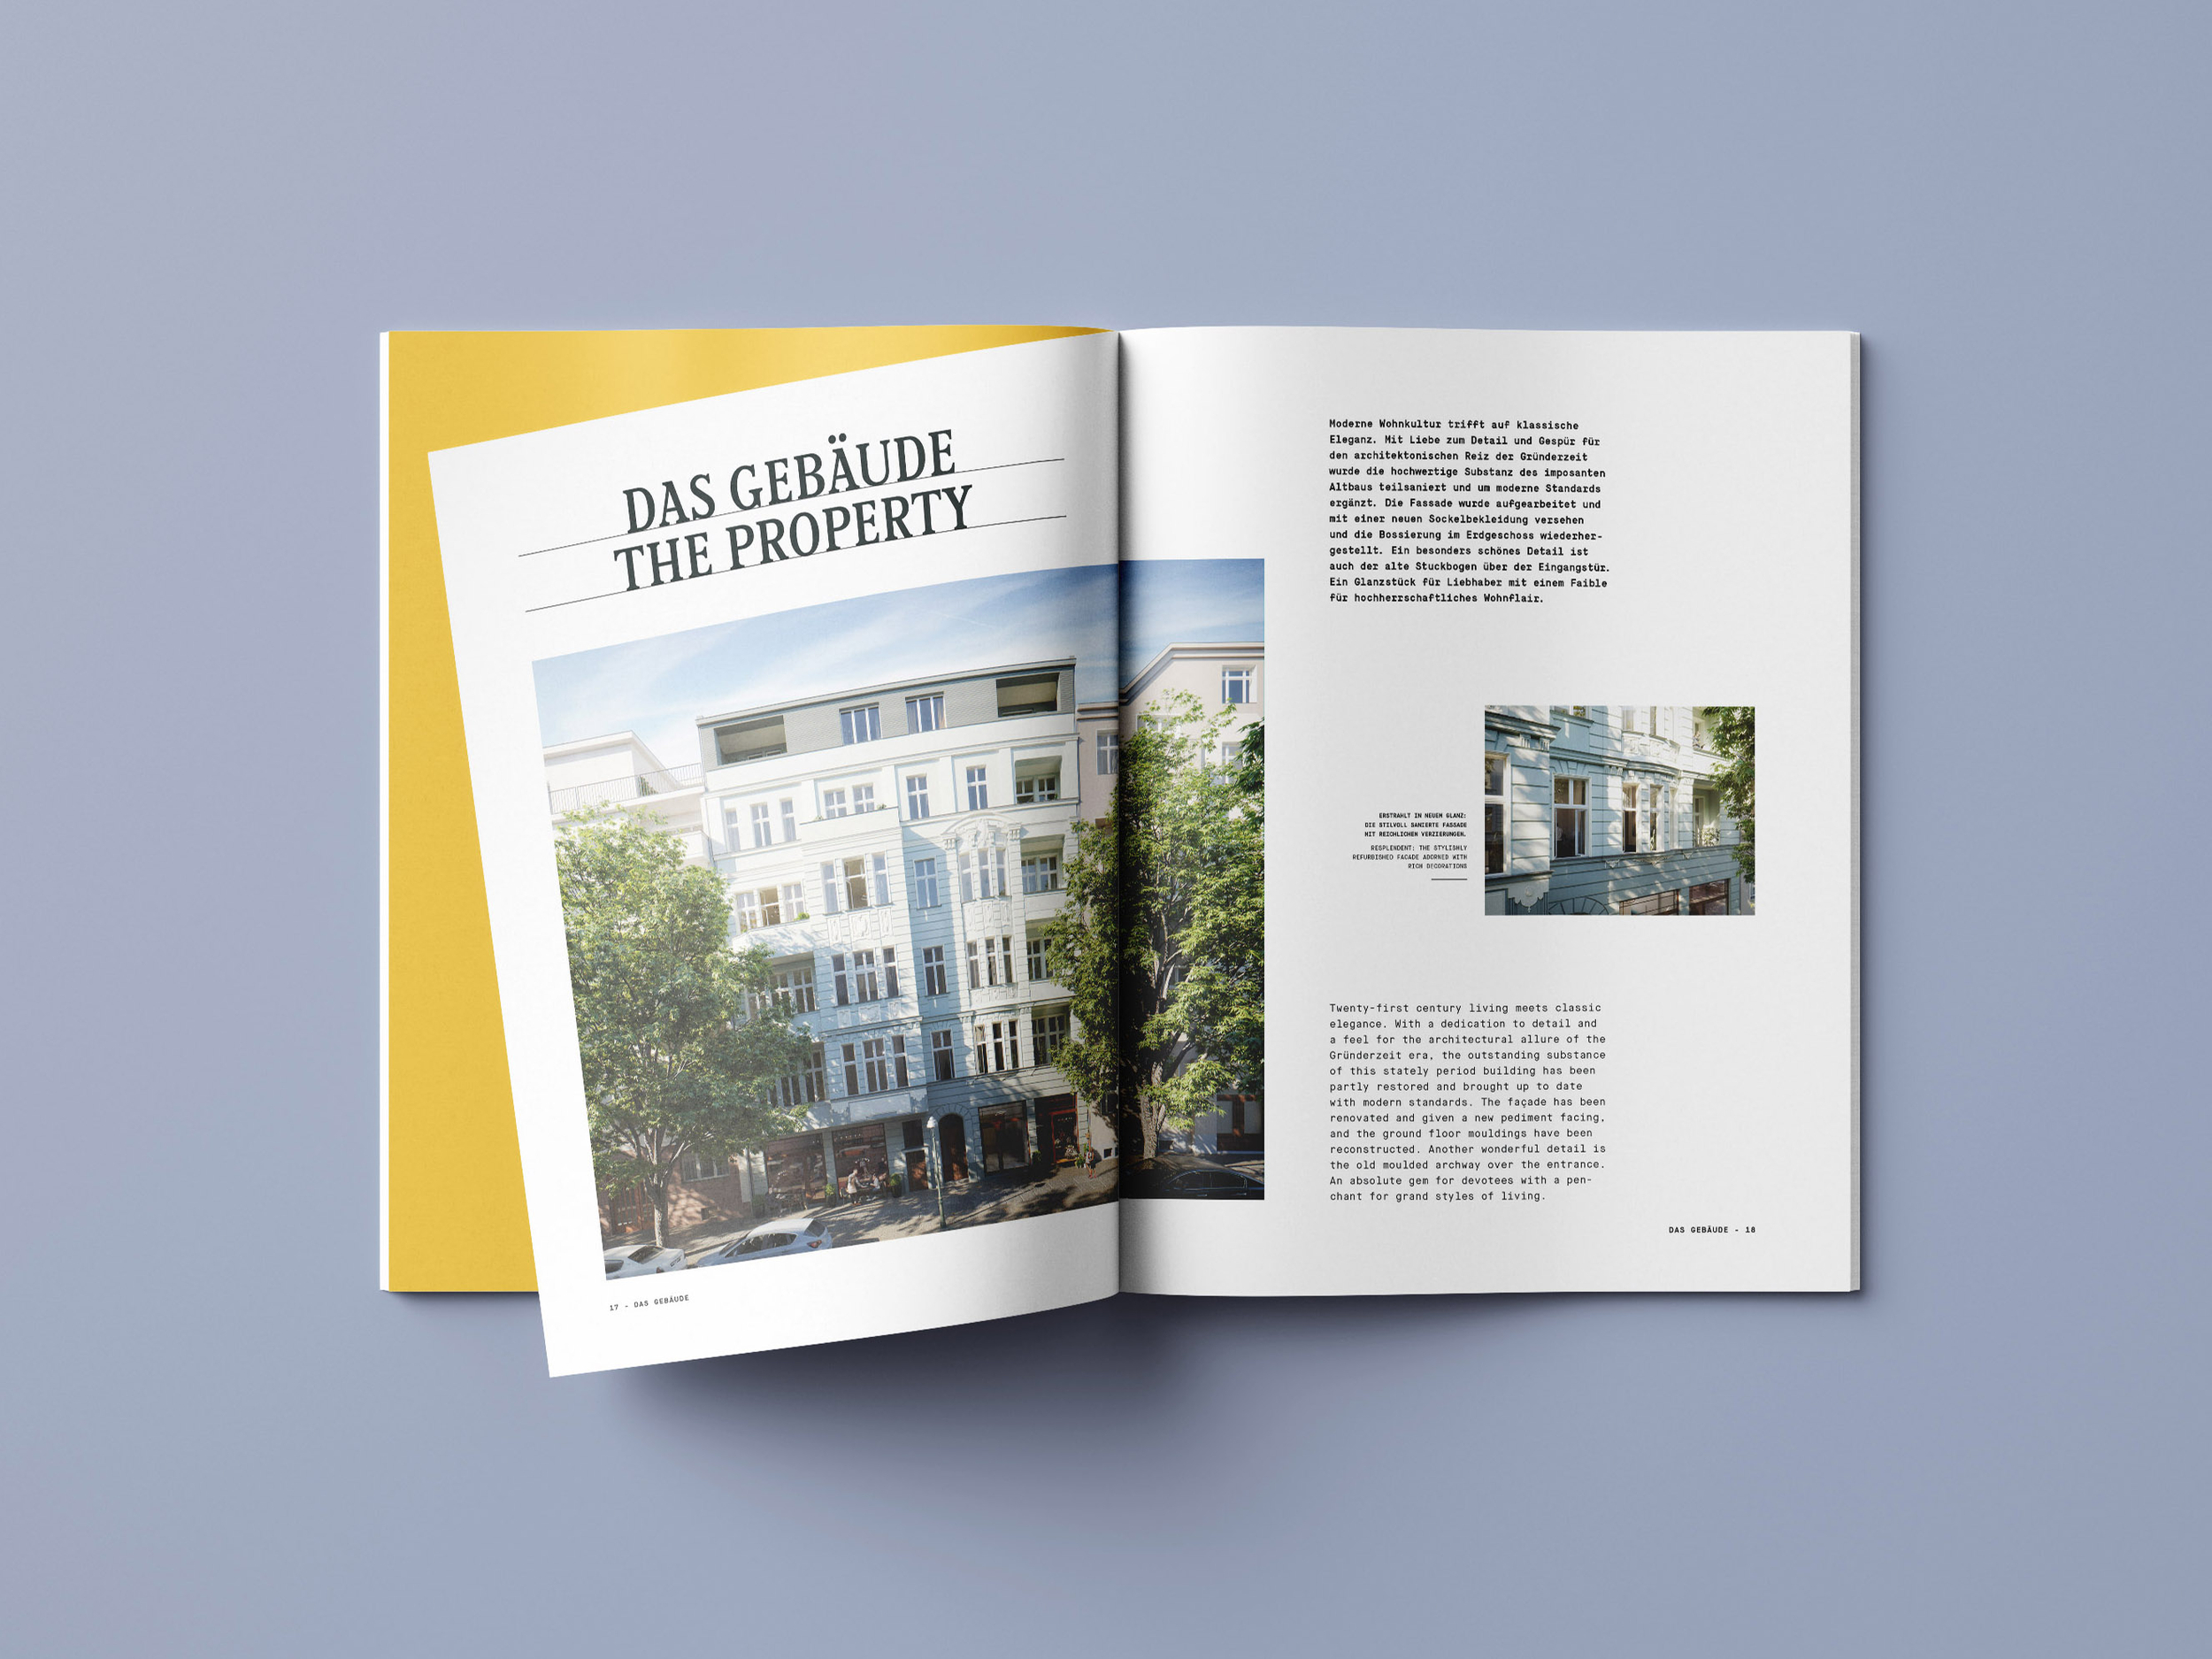 DAS GEBÄUDE
THE PROPERTY
17 - DAS GEBÄUDE
Moderne Wohnkultur trifft auf klassische
Eleganz. Mit Liebe zum Detail und Gespür für
den architektonischen Reiz der Gründerzeit
wurde die hochwertige Substanz des imposanten
Altbaus teilsaniert und um moderne Standards
ergänzt. Die Fassade wurde aufgearbeitet und
mit einer neuen Sockelbekleidung versehen
und die Bossierung im Erdgeschoss wiederher-
gestellt. Ein besonders schönes Detail ist
auch der alte Stuckbogen über der Eingangstür.
Ein Glanzstück für Liebhaber mit einem Faible
für hochherrschaftliches Wohnflair.
ERSTRAHLT IN NEUEM GLANZ:
DIE STILVOLL SANIERTE FASSADE
MIT REICHLICHEN VERZIERUNGEN.
RESPLENDENT: THE STYLISHLY
REFURBISHED FACADE ADORNED WITH
RICH DECORATIONS
Twenty-first century living meets classic
elegance. With a dedication to detail and
a feel for the architectural allure of the
Gründerzeit era, the outstanding substance
of this stately period building has been
partly restored and brought up to date
with modern standards. The façade has been
renovated and given a new pediment facing,
and the ground floor mouldings have been
reconstructed. Another wonderful detail is
the old moulded archway over the entrance.
An absolute gem for devotees with a pen-
chant for grand styles of living.
DAS GEBÄUDE - 18